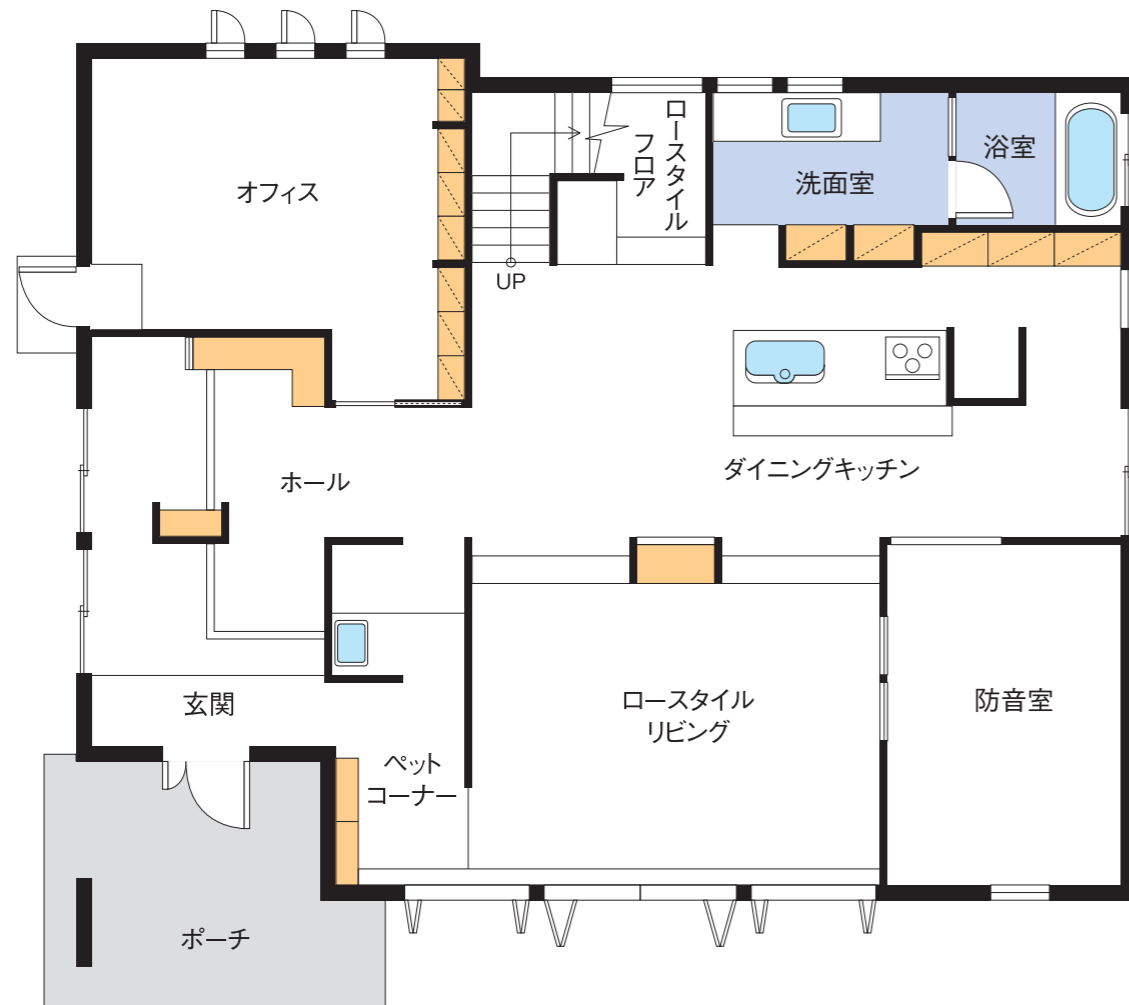 オフィス
ロースタイル
フロア
洗面室
浴室
UP
ホール
ダイニングキッチン
玄関
ペット
コーナー
ロースタイル
リビング
防音室
ポーチ